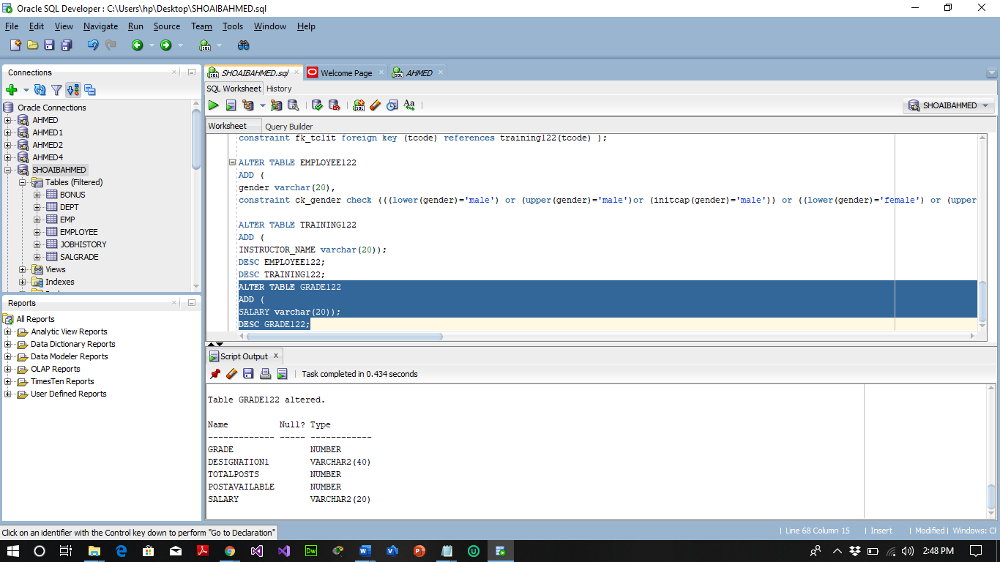 Oracle SQL Developer : C:\Users\hp\Desktop\SHOAIBAHMED.sql
File Edit View Navigate Run Source Team Tools Window Help
Connections
Oracle Connections
AHMED
AHMED1
AHMED2
AHMED4
SHOAIBAHMED
Tables (Filtered)
BONUS
DEPT
EMP
EMPLOYEE
JOBHISTORY
SALGRADE
Views
Indexes
Reports
All Reports
Analytic View Reports
Data Dictionary Reports
Data Modeler Reports
OLAP Reports
TimesTen Reports
User Defined Reports
SHOAIBAHMED.sql Welcome Page AHMED
SQL Worksheet History
SHOAIBAHMED
Worksheet Query Builder
constraint fk_tclit foreign key (tcode) references training122(tcode) );
ALTER TABLE EMPLOYEE122
ADD (
gender varchar(20),
constraint ck_gender check (((lower(gender)='male') or (upper(gender)='male')or (initcap(gender)='male')) or ((lower(gender)='female') or (upper
ALTER TABLE TRAINING122
ADD (
INSTRUCTOR_NAME varchar(20));
DESC EMPLOYEE122;
DESC TRAINING122;
ALTER TABLE GRADE122
ADD (
SALARY varchar(20));
DESC GRADE122;
Script Output x
Task completed in 0.434 seconds
Table GRADE122 altered.
Name Null? Type
------------- ----- ------------
GRADE NUMBER
DESIGNATION1 VARCHAR2(40)
TOTALPOSTS NUMBER
POSTAVAILABLE NUMBER
SALARY VARCHAR2(20)
Click on an identifier with the Control key down to perform "Go to Declaration"
Line 68 Column 15 Insert Modified Windows: CF
2:48 PM